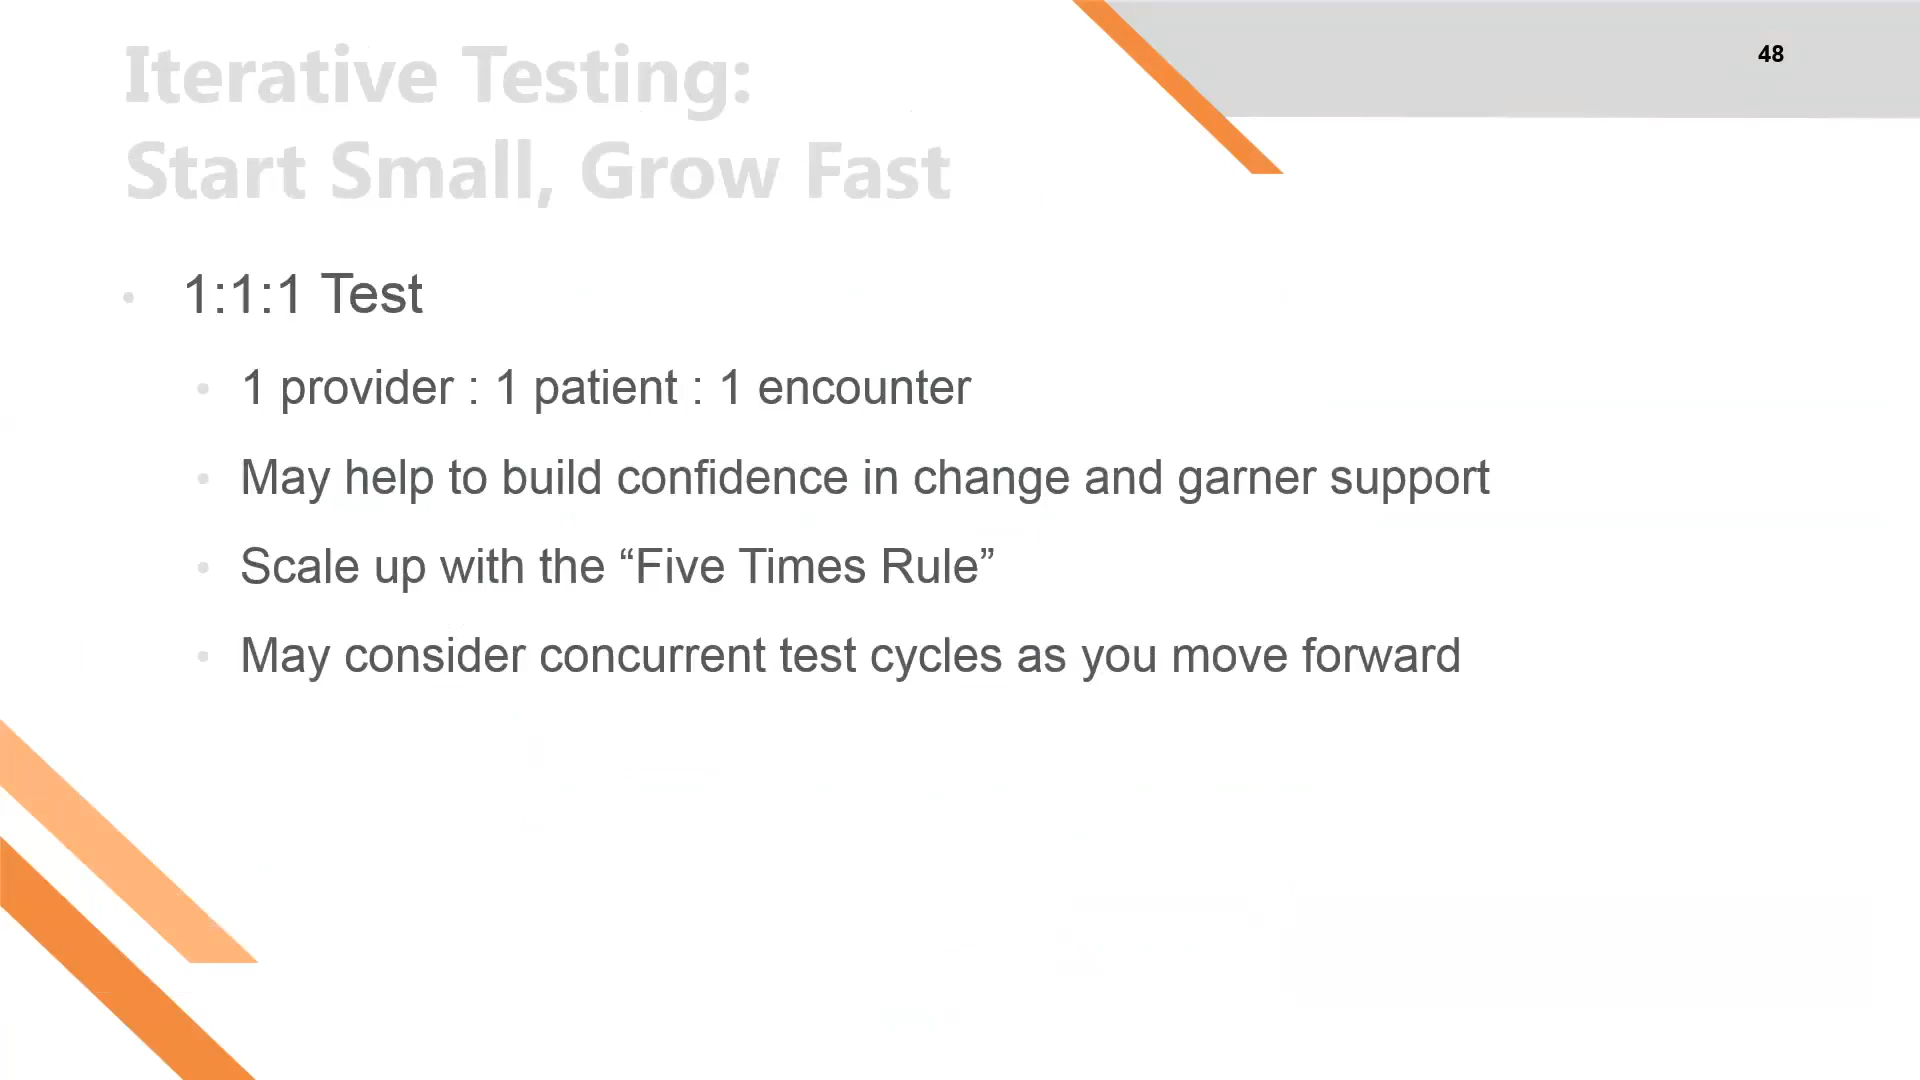 48
Iterative Testing:
Start Small, Grow Fast
• 1:1:1 Test
• 1 provider : 1 patient : 1 encounter
• May help to build confidence in change and garner support
• Scale up with the “Five Times Rule”
• May consider concurrent test cycles as you move forward